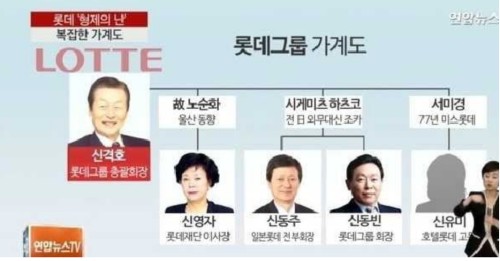 롯데 '형제의 난'
복잡한 가계도
연합뉴스
LOTTE
롯데그룹 가계도
故 노순화
울산 동향
시게미츠 하츠코
전 日 외무대신 조카
서미경
77년 미스롯데
신격호
롯데그룹 총괄회장
신영자
롯데재단 이사장
신동주
일본롯데 전 부회장
신동빈
롯데그룹 회장
신유미
호텔롯데 고
연합뉴스TV